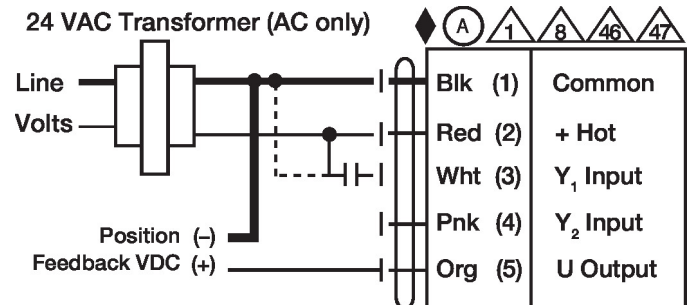 24 VAC Transformer (AC only)
A 1 8 46 47
Line
Volts
Blk (1) Common
Red (2) + Hot
Wht (3) Y₁ Input
Pnk (4) Y₂ Input
Org (5) U Output
Position (–)
Feedback VDC (+)